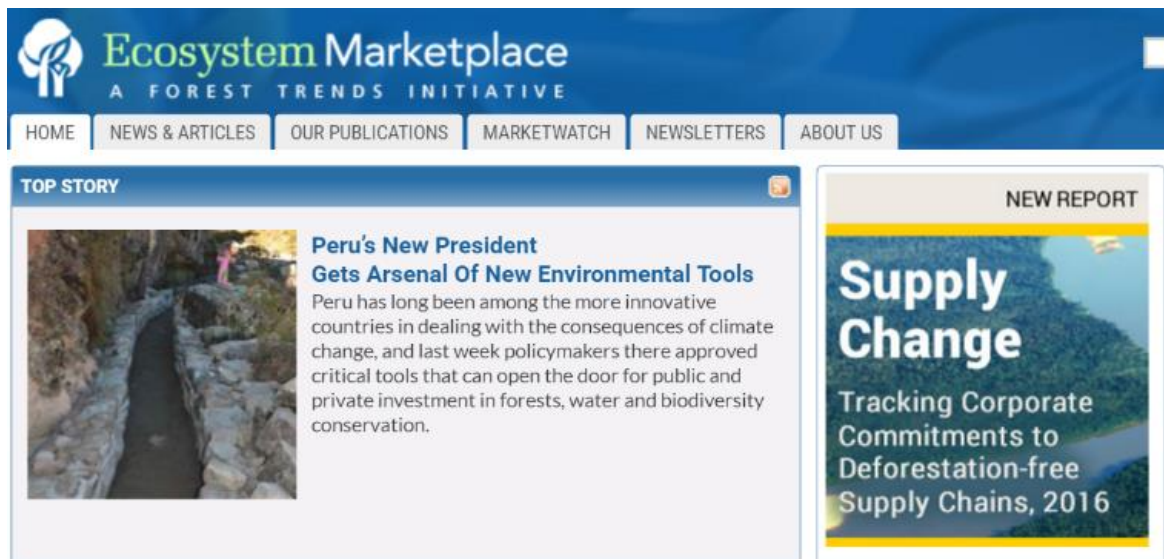 Ecosystem Marketplace
A FOREST TRENDS INITIATIVE
HOME
NEWS & ARTICLES
OUR PUBLICATIONS
MARKETWATCH
NEWSLETTERS
ABOUT US
TOP STORY
Peru's New President
Gets Arsenal Of New Environmental Tools
Peru has long been among the more innovative
countries in dealing with the consequences of climate
change, and last week policymakers there approved
critical tools that can open the door for public and
private investment in forests, water and biodiversity
conservation.
NEW REPORT
Supply
Change
Tracking Corporate
Commitments to
Deforestation-free
Supply Chains, 2016